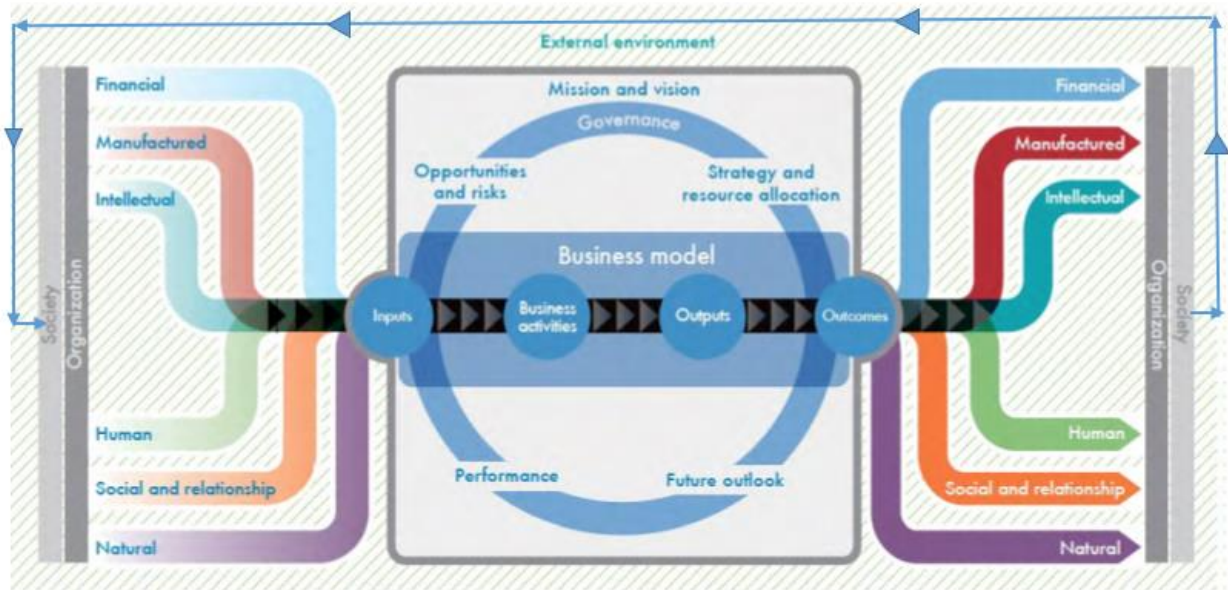 External environment
Society
Organization
Financial
Manufactured
Intellectual
Human
Social and relationship
Natural
Mission and vision
Governance
Opportunities
and risks
Strategy and
resource allocation
Business model
Inputs
Business
activities
Outputs
Outcomes
Performance
Future outlook
Financial
Manufactured
Intellectual
Human
Social and relationship
Natural
Organization
Society